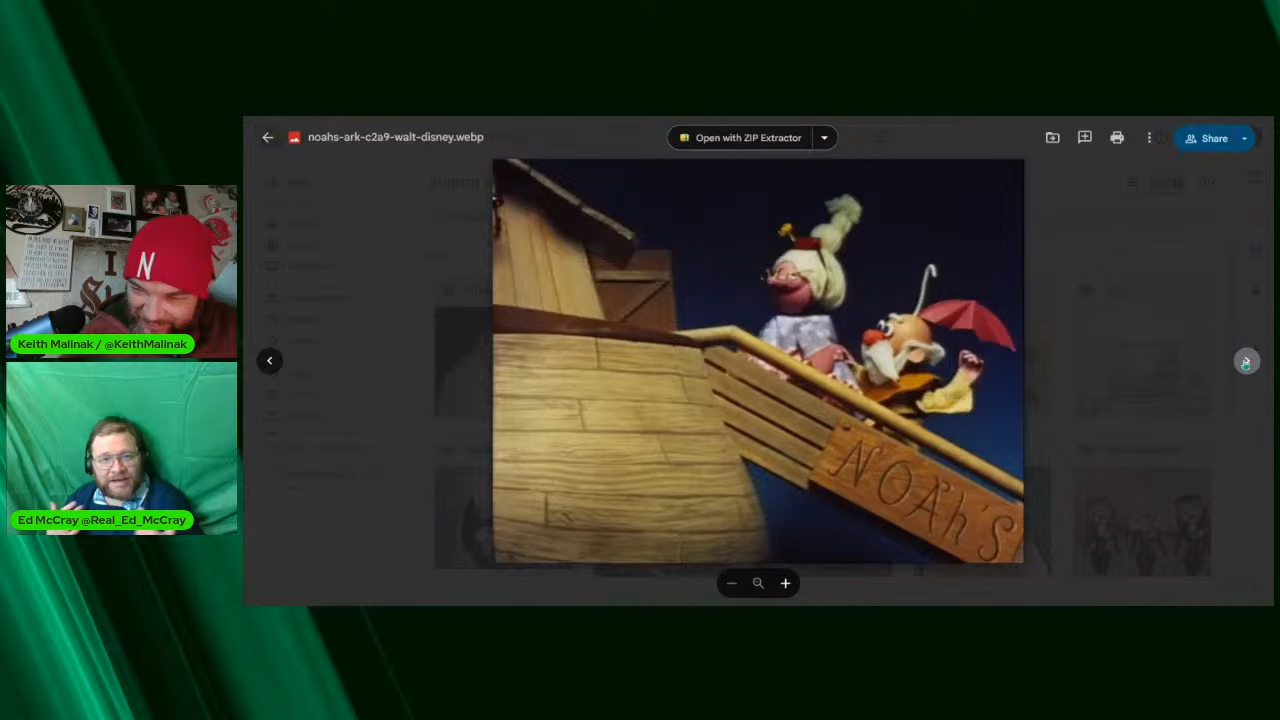 noahs-ark-c2a9-walt-disney.webp
Open with ZIP Extractor
Share
N
Keith Malinak / @KeithMalinak
Ed McCray @Real_Ed_McCray
NOAh'S